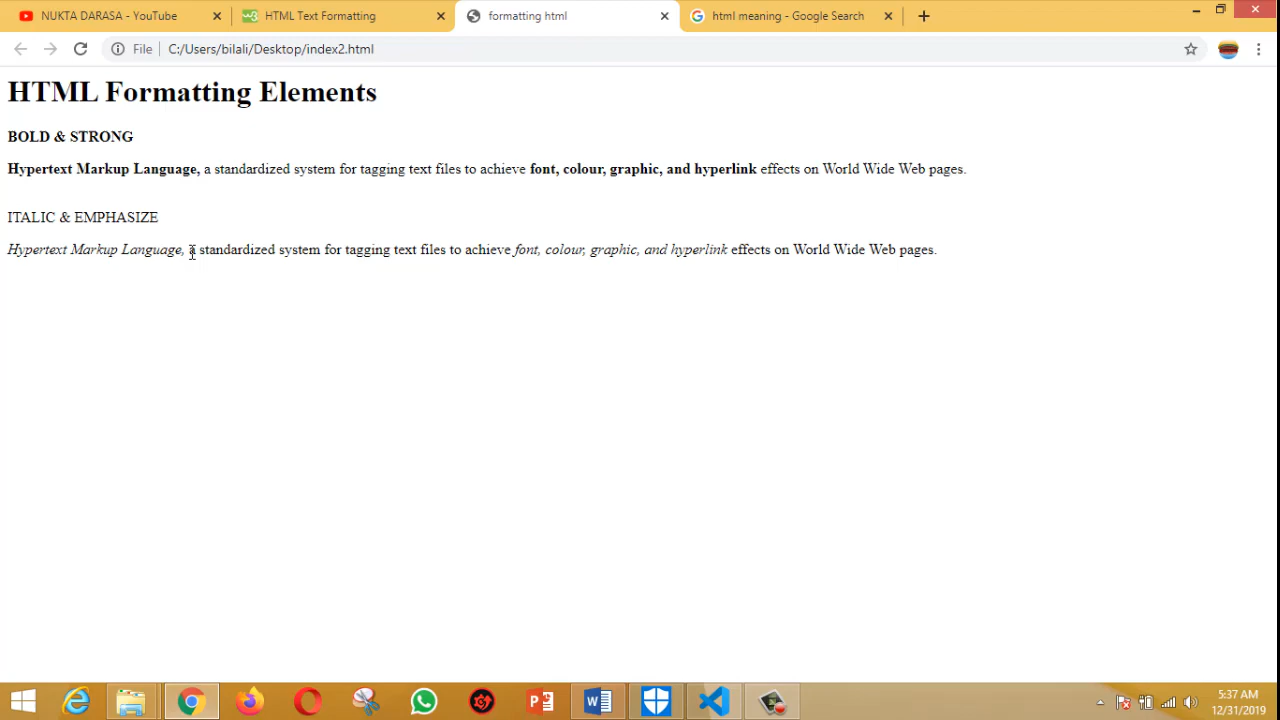 NUKTA DARASA - YouTube
HTML Text Formatting
formatting html
html meaning - Google Search
File
C:/Users/bilali/Desktop/index2.html
HTML Formatting Elements
BOLD & STRONG
Hypertext Markup Language, a standardized system for tagging text files to achieve font, colour, graphic, and hyperlink effects on World Wide Web pages.
ITALIC & EMPHASIZE
Hypertext Markup Language, a standardized system for tagging text files to achieve font, colour, graphic, and hyperlink effects on World Wide Web pages.
5:37 AM
12/31/2019